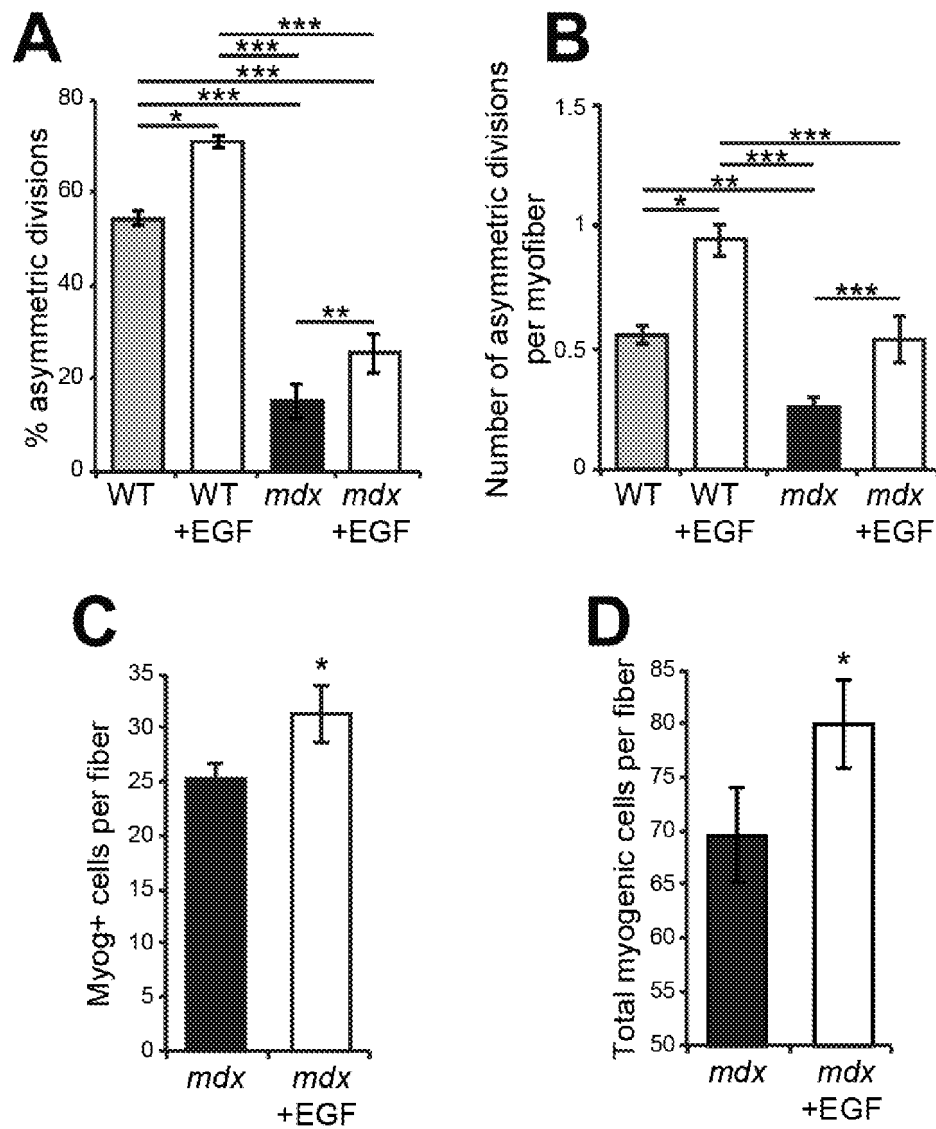 A
***
***
***
***
*
**
% asymmetric divisions
80
60
40
20
0
WT
WT
+EGF
mdx
mdx
+EGF
B
***
***
**
*
***
Number of asymmetric divisions
per myofiber
1.5
1
0.5
0
WT
WT
+EGF
mdx
mdx
+EGF
C
*
Myog+ cells per fiber
35
30
25
20
15
10
5
0
mdx
mdx
+EGF
D
*
Total myogenic cells per fiber
85
80
75
70
65
60
55
50
mdx
mdx
+EGF